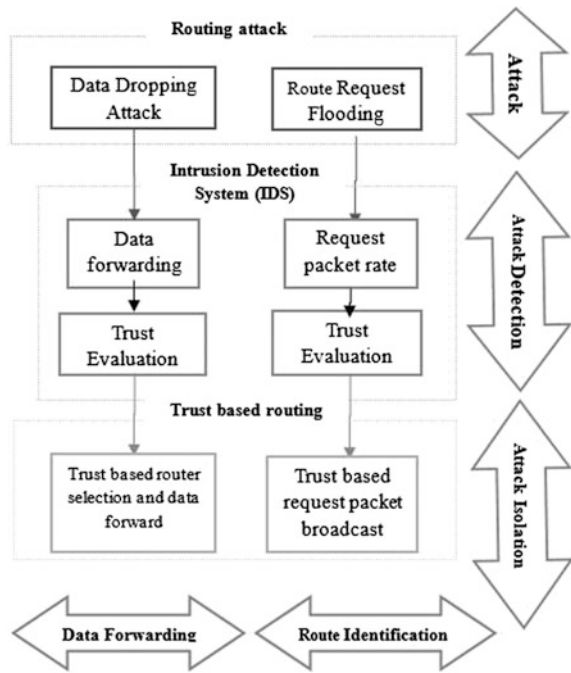 Routing attack
Data Dropping
Attack
Route Request
Flooding
Attack
Intrusion Detection
System (IDS)
Data
forwarding
Request
packet rate
Trust
Evaluation
Trust
Evaluation
Attack Detection
Trust based routing
Trust based router
selection and data
forward
Trust based
request packet
broadcast
Attack Isolation
Data Forwarding
Route Identification